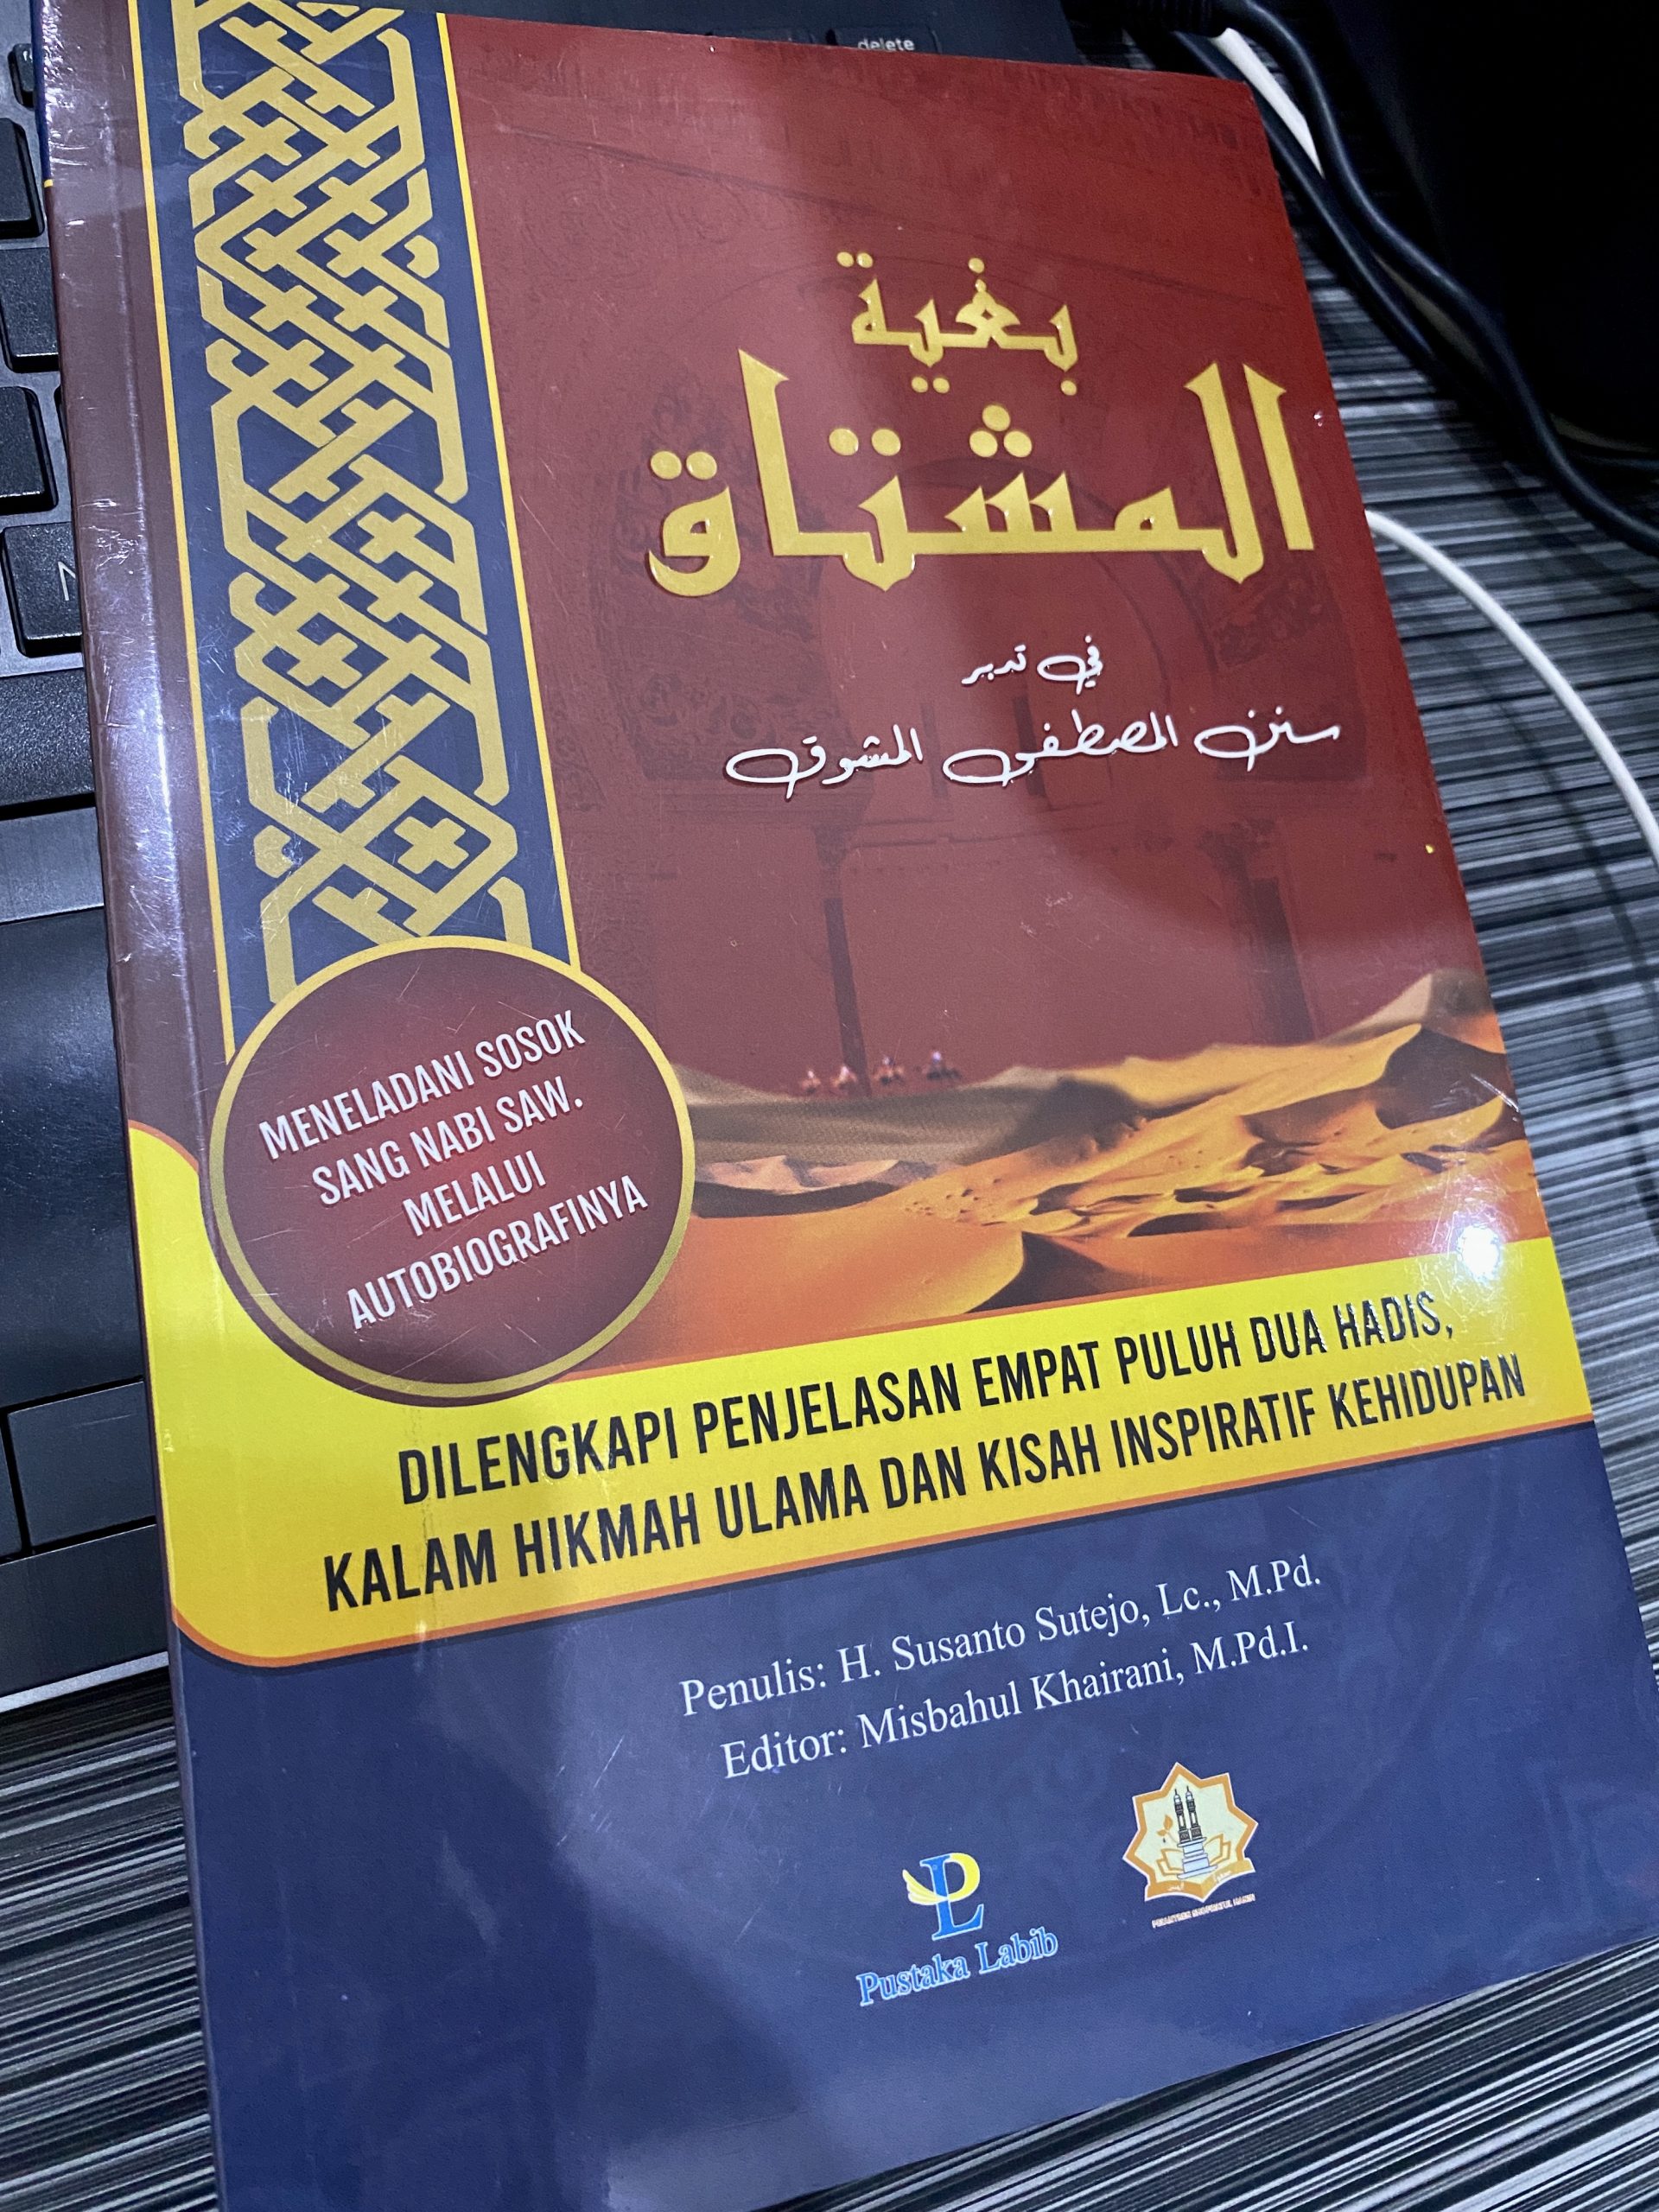 delete
بغية
المشتاق
في تدبر
سنن المصطفى المشوق
MENELADANI SOSOK
SANG NABI SAW.
MELALUI
AUTOBIOGRAFINYA
DILENGKAPI PENJELASAN EMPAT PULUH DUA HADIS,
KALAM HIKMAH ULAMA DAN KISAH INSPIRATIF KEHIDUPAN
Penulis: H. Susanto Sutejo, Lc., M.Pd.
Editor: Misbahul Khairani, M.Pd.I.
Pustaka Labib